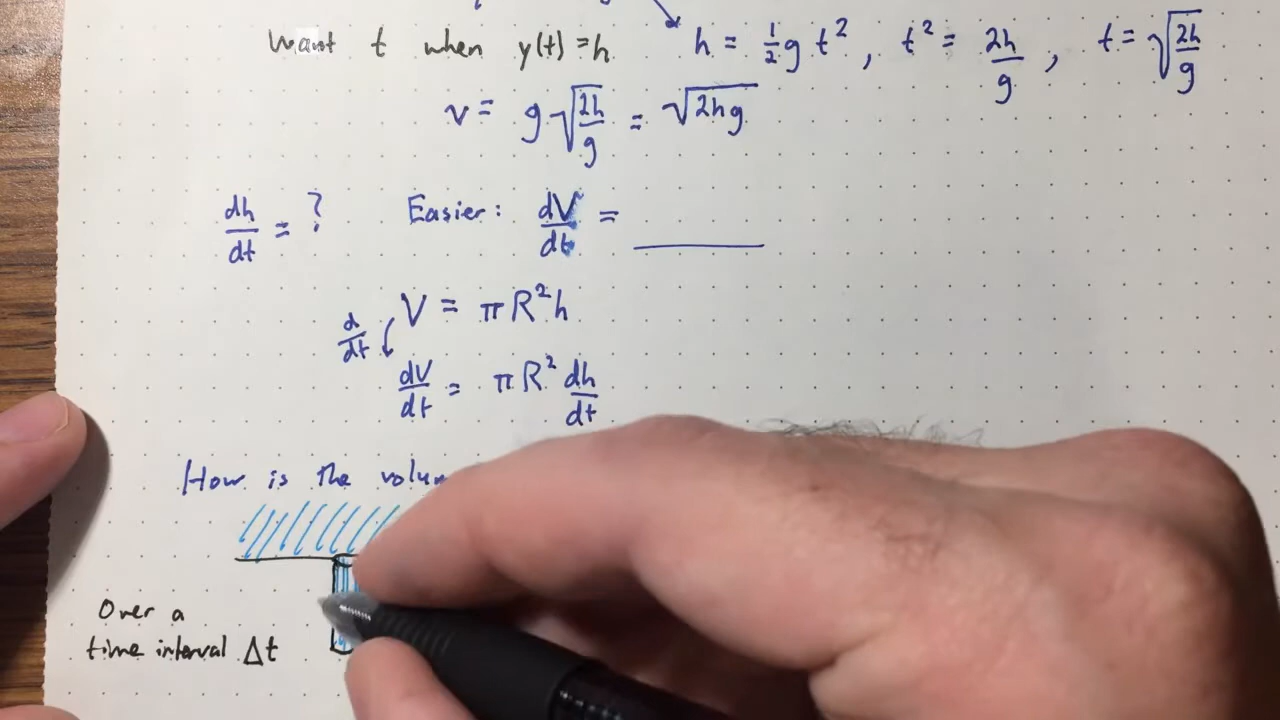 Want t when y(t) = h h = ½ g t², t² = 2h/g, t = √(2h/g)
v = g√(2h/g) = √(2hg)
dh/dt = ? Easier: dV/dt = ______
V = πR²h
d/dt
dV/dt = πR² dh/dt
How is the
Over a
time interval Δt